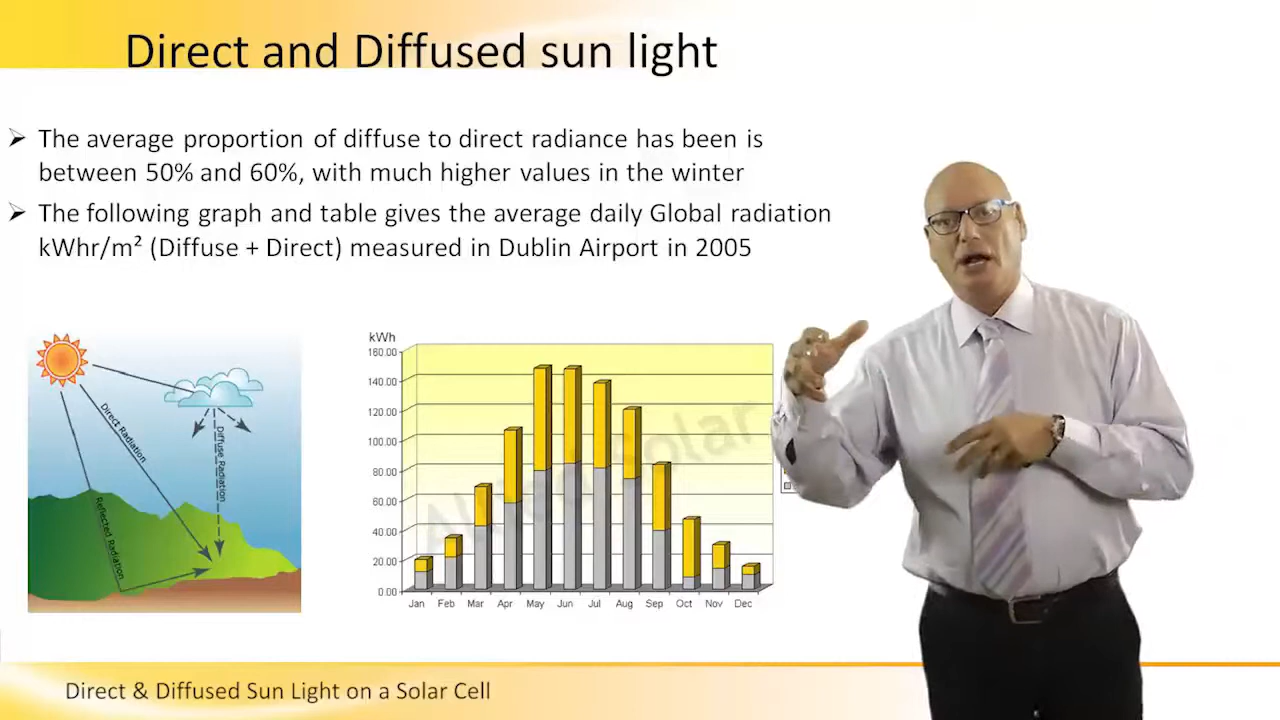 Direct and Diffused sun light
➢ The average proportion of diffuse to direct radiance has been is
between 50% and 60%, with much higher values in the winter
➢ The following graph and table gives the average daily Global radiation
kWhr/m² (Diffuse + Direct) measured in Dublin Airport in 2005
Direct Radiation
Diffuse Radiation
Reflected Radiation
kWh
160.00
140.00
120.00
100.00
80.00
60.00
40.00
20.00
0.00
Jan Feb Mar Apr May Jun Jul Aug Sep Oct Nov Dec
Direct & Diffused Sun Light on a Solar Cell